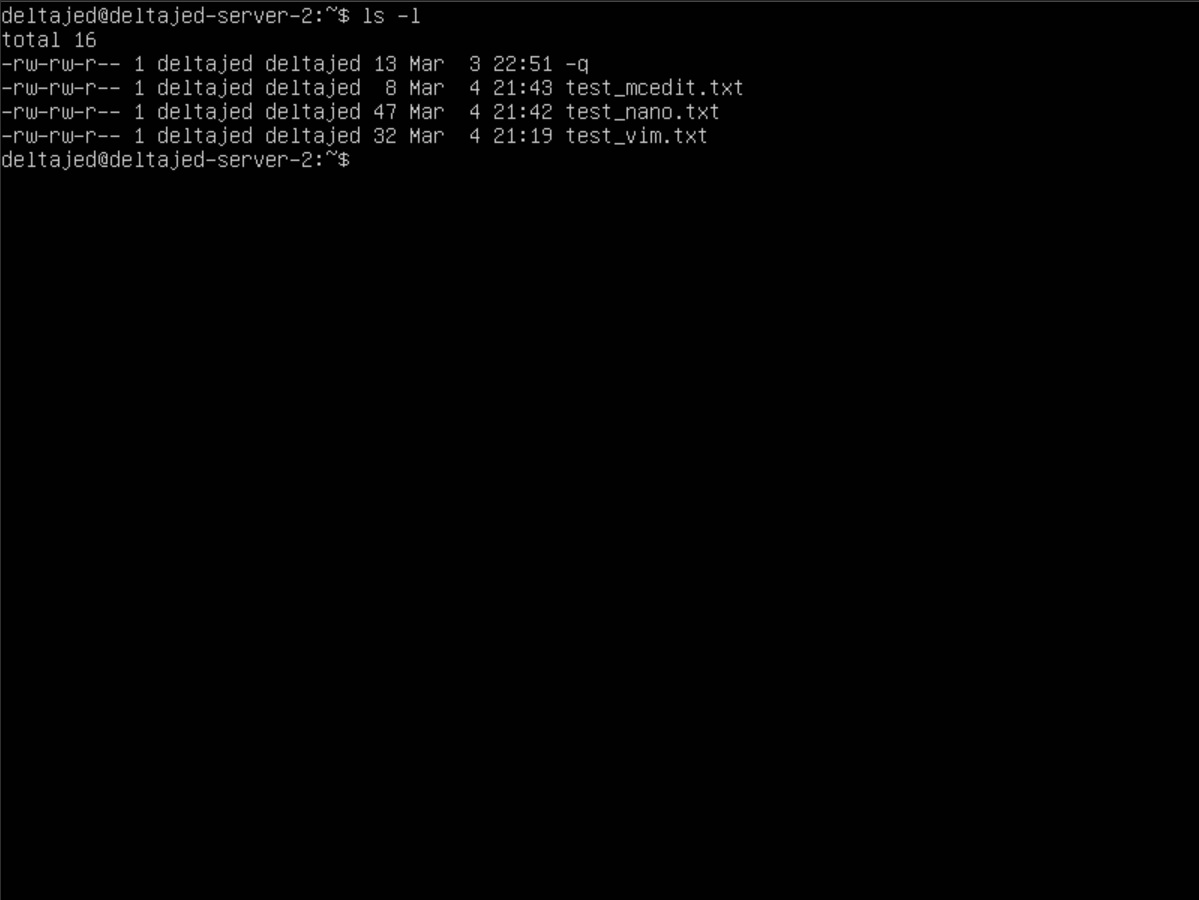 deltajed@deltajed-server-2:~$ ls -l
total 16
-rw-rw-r-- 1 deltajed deltajed 13 Mar  3 22:51 -q
-rw-rw-r-- 1 deltajed deltajed  8 Mar  4 21:43 test_mcedit.txt
-rw-rw-r-- 1 deltajed deltajed 47 Mar  4 21:42 test_nano.txt
-rw-rw-r-- 1 deltajed deltajed 32 Mar  4 21:19 test_vim.txt
deltajed@deltajed-server-2:~$